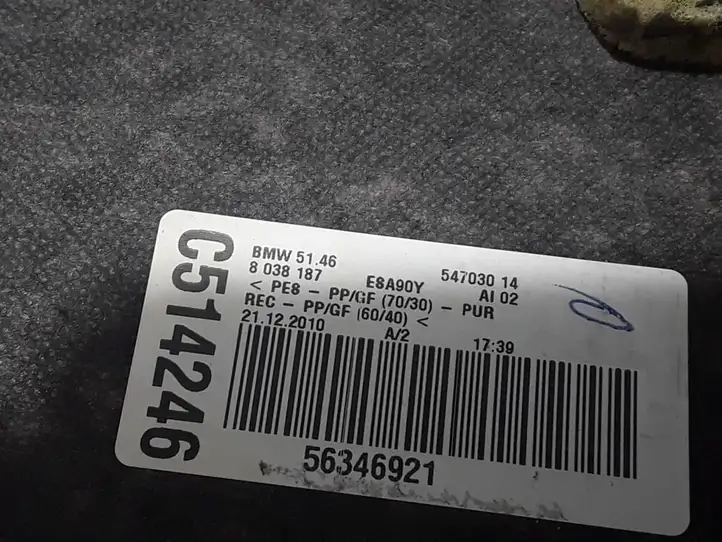 C514246
BMW 51.46
8 038 187 E8A90Y 547030 14
< PE8 - PP/GF (70/30) - PUR AI 02
REC - PP/GF (60/40) <
21.12.2010 A/2 17:39
56346921